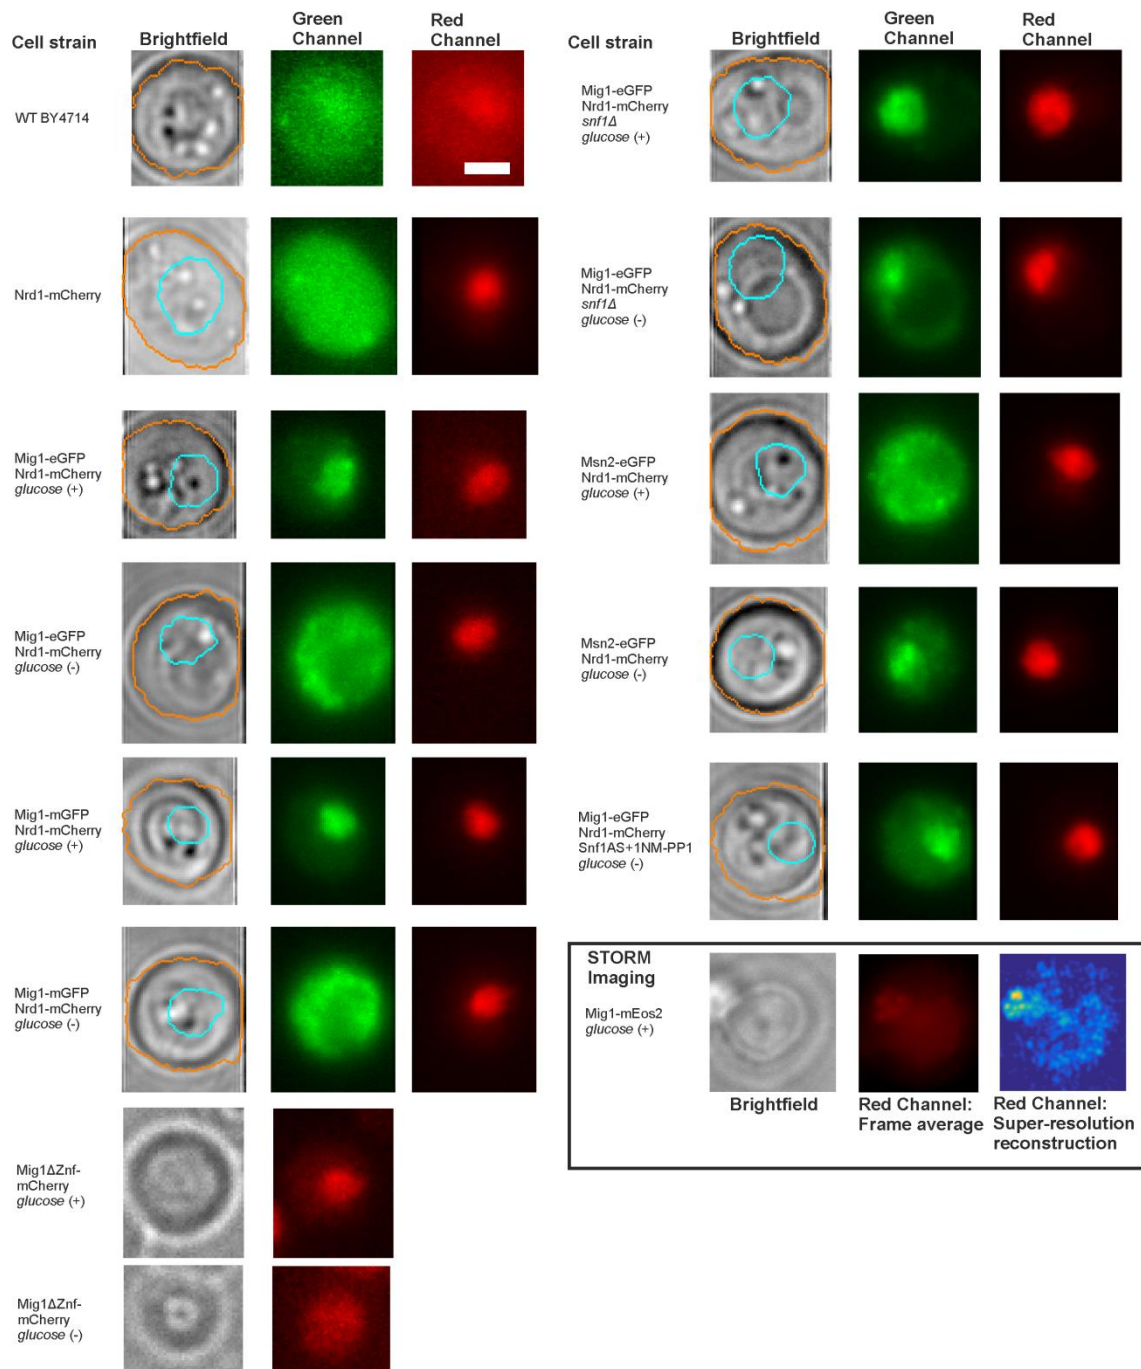 Cell strain
Brightfield
Green
Channel
Red
Channel
WT BY4714
Nrd1-mCherry
Mig1-eGFP
Nrd1-mCherry
glucose (+)
Mig1-eGFP
Nrd1-mCherry
glucose (-)
Mig1-mGFP
Nrd1-mCherry
glucose (+)
Mig1-mGFP
Nrd1-mCherry
glucose (-)
Mig1ΔZnf-
mCherry
glucose (+)
Mig1ΔZnf-
mCherry
glucose (-)
Cell strain
Brightfield
Green
Channel
Red
Channel
Mig1-eGFP
Nrd1-mCherry
snf1Δ
glucose (+)
Mig1-eGFP
Nrd1-mCherry
snf1Δ
glucose (-)
Msn2-eGFP
Nrd1-mCherry
glucose (+)
Msn2-eGFP
Nrd1-mCherry
glucose (-)
Mig1-eGFP
Nrd1-mCherry
Snf1AS+1NM-PP1
glucose (-)
STORM
Imaging
Mig1-mEos2
glucose (+)
Brightfield
Red Channel:
Frame average
Red Channel:
Super-resolution
reconstruction